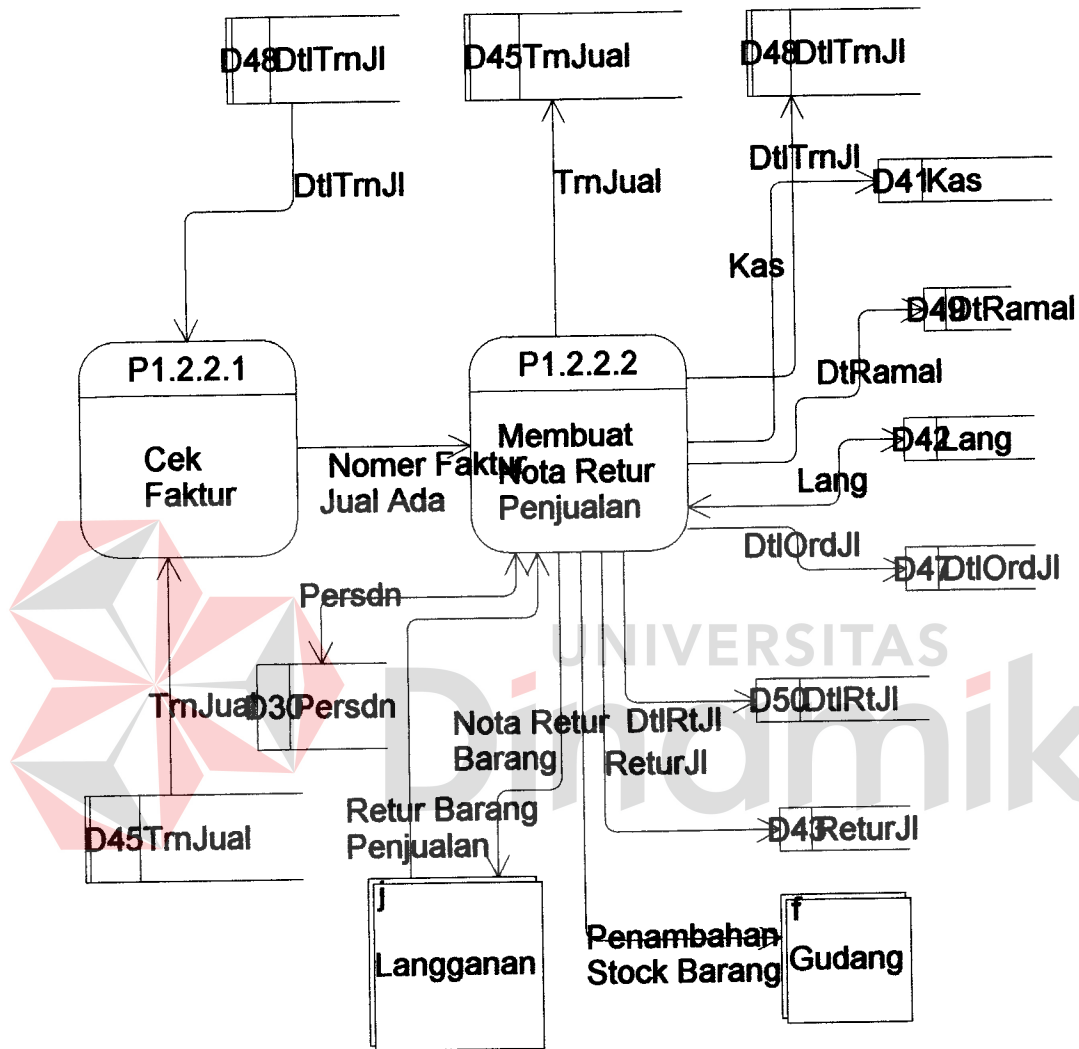 D48 DtlTrnJl
D45 TrnJual
D48 DtlTrnJl
DtlTrnJl
TrnJual
DtlTrnJl
D41 Kas
Kas
D49 DtRamal
DtRamal
P1.2.2.1
Cek
Faktur
Nomer Faktur
Jual Ada
P1.2.2.2
Membuat
Nota Retur
Penjualan
D42 Lang
Lang
DtlOrdJl
D47 DtlOrdJl
Persdn
UNIVERSITAS
Dinamika
TrnJual
D30 Persdn
Nota Retur
Barang
DtlRtJl
D50 DtlRtJl
ReturJl
Retur Barang
Penjualan
D45 TrnJual
D43 ReturJl
j
Langganan
Penambahan
Stock Barang
f
Gudang